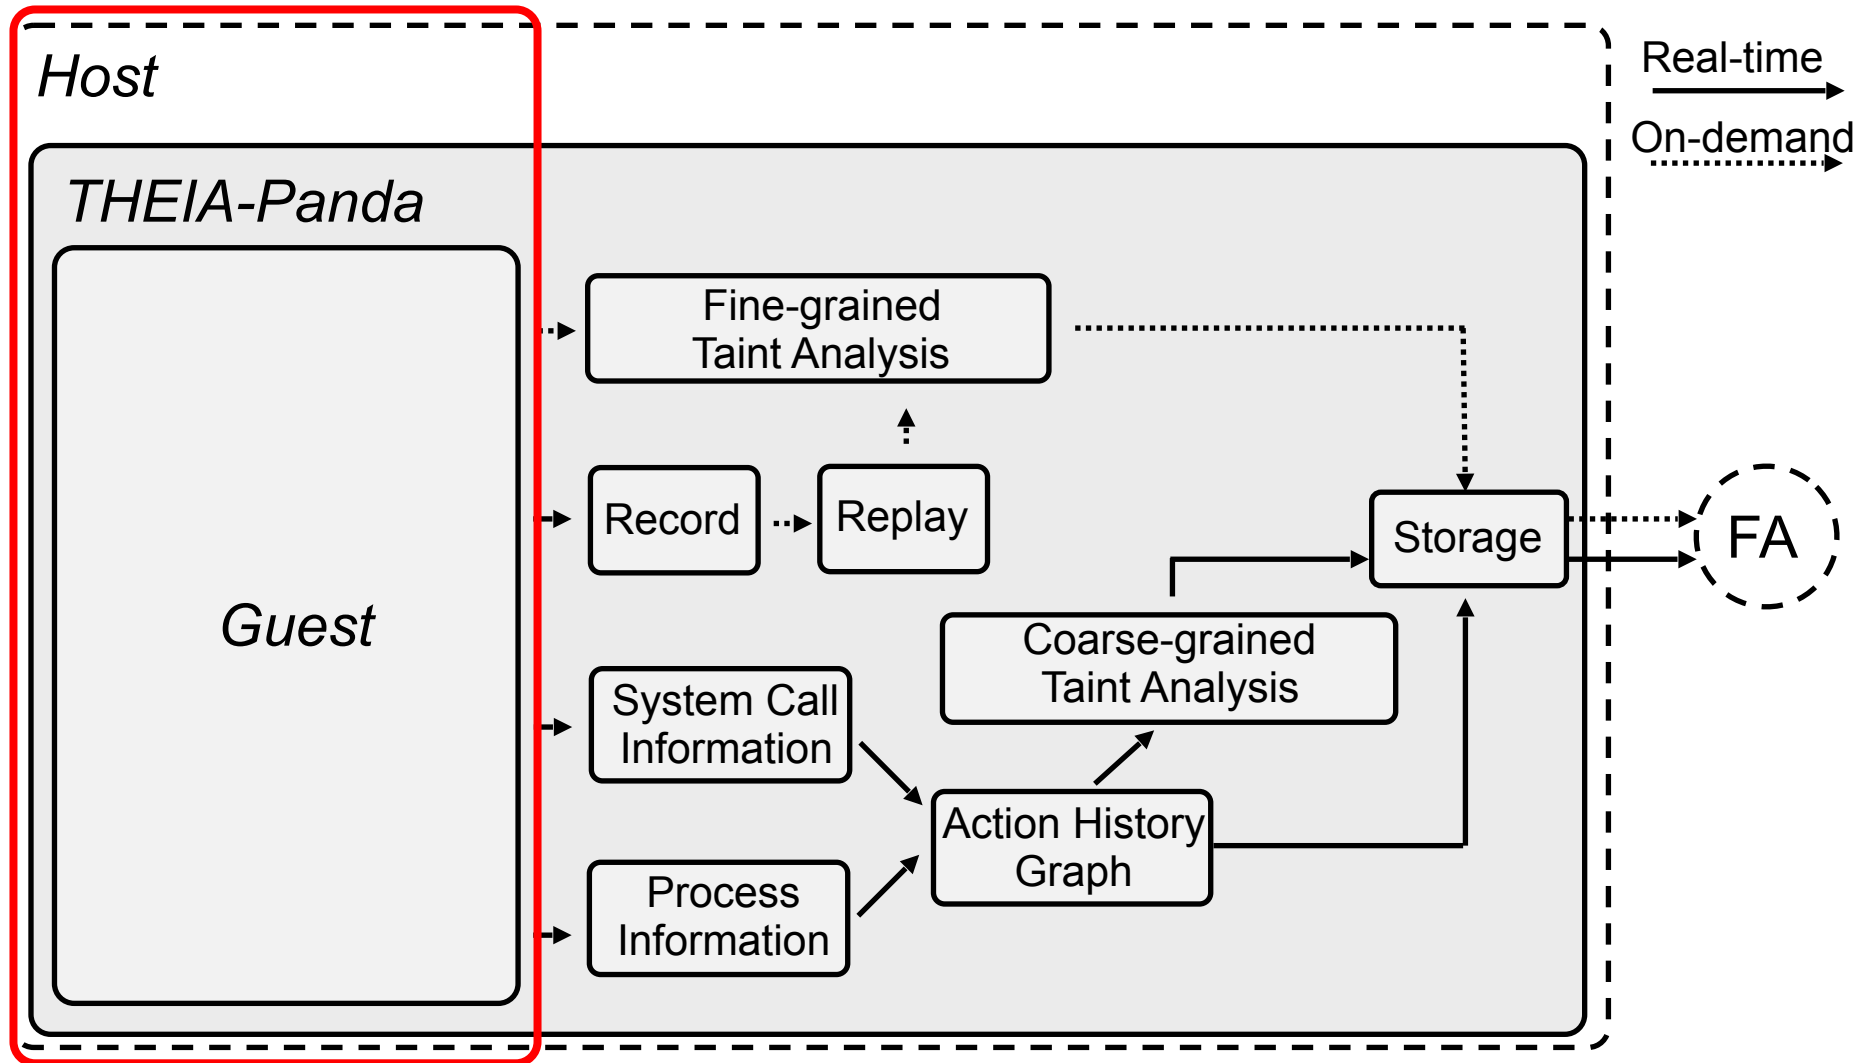 Host
Real-time
On-demand
THEIA-Panda
Guest
Fine-grained
Taint Analysis
Record
Replay
Storage
FA
System Call
Information
Coarse-grained
Taint Analysis
Action History
Graph
Process
Information